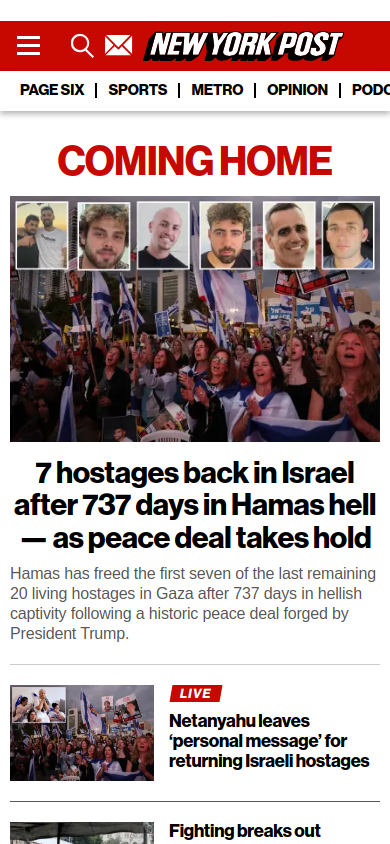 NEW YORK POST
PAGE SIX | SPORTS | METRO | OPINION | PODC
COMING HOME
7 hostages back in Israel
after 737 days in Hamas hell
— as peace deal takes hold
Hamas has freed the first seven of the last remaining
20 living hostages in Gaza after 737 days in hellish
captivity following a historic peace deal forged by
President Trump.
LIVE
Netanyahu leaves
‘personal message’ for
returning Israeli hostages
Fighting breaks out